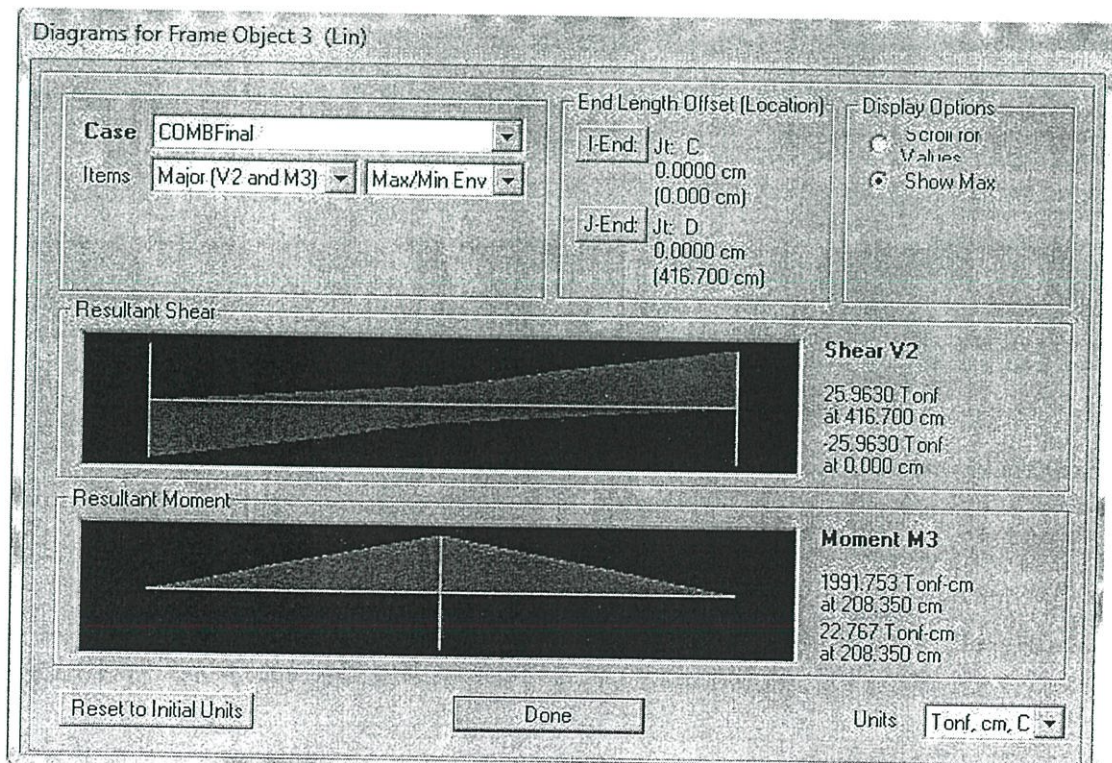 Diagrams for Frame Object 3 (Lin)
Case COMBFinal
Items Major (V2 and M3) Max/Min Env
End Length Offset (Location)
I-End: Jt: C
0.0000 cm
(0.000 cm)
J-End: Jt: D
0.0000 cm
(416.700 cm)
Display Options
Scroll for
Values
Show Max
Resultant Shear
Shear V2
25.9630 Tonf
at 416.700 cm
-25.9630 Tonf
at 0.000 cm
Resultant Moment
Moment M3
1991.753 Tonf-cm
at 208.350 cm
22.767 Tonf-cm
at 208.350 cm
Reset to Initial Units
Done
Units Tonf, cm, C